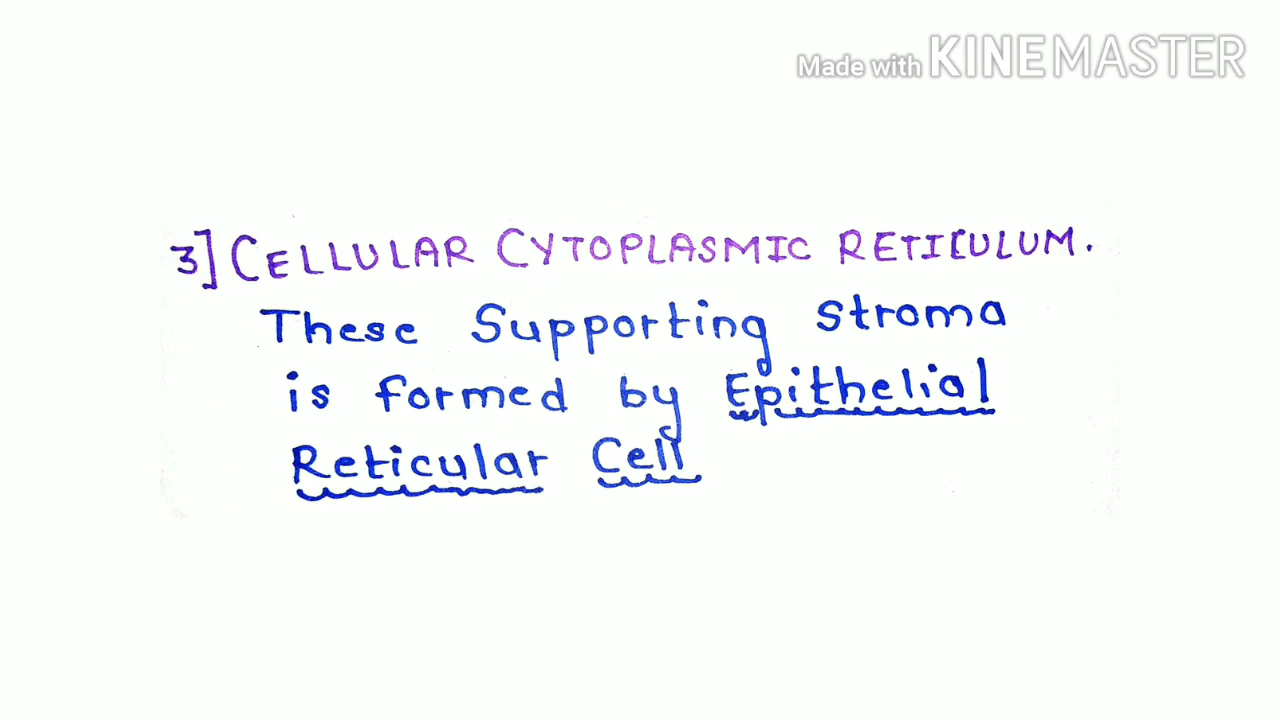 Made with KINEMASTER
3] CELLULAR CYTOPLASMIC RETICULUM.
These Supporting Stroma
is formed by Epithelial
Reticular Cell